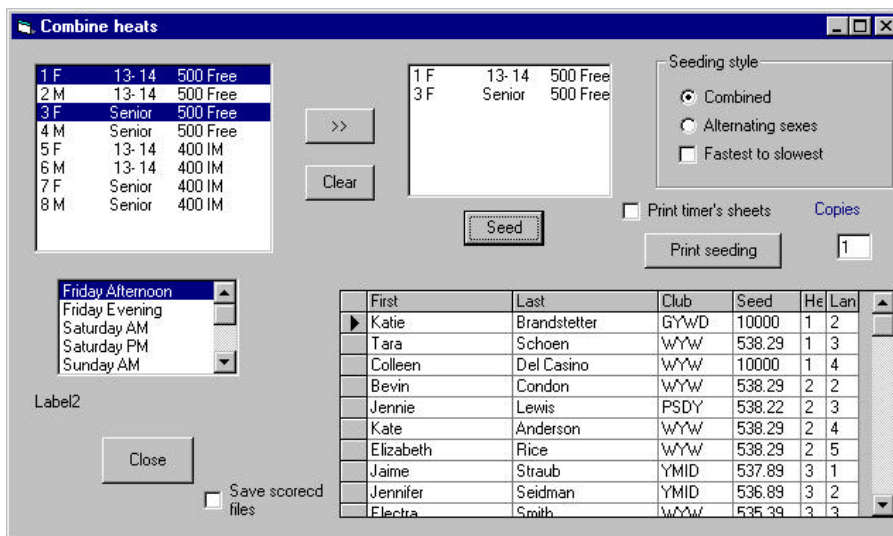 Combine heats
1 F 13- 14 500 Free
2 M 13- 14 500 Free
3 F Senior 500 Free
4 M Senior 500 Free
5 F 13- 14 400 IM
6 M 13- 14 400 IM
7 F Senior 400 IM
8 M Senior 400 IM
>>
Clear
1 F 13- 14 500 Free
3 F Senior 500 Free
Seed
Seeding style
Combined
Alternating sexes
Fastest to slowest
Print timer's sheets
Copies
Print seeding
1
Friday Afternoon
Friday Evening
Saturday AM
Saturday PM
Sunday AM
Label2
Close
Save scorecd
files
First Last Club Seed He Lan
Katie Brandstetter GYWD 10000 1 2
Tara Schoen WYW 538.29 1 3
Colleen Del Casino WYW 10000 1 4
Bevin Condon WYW 538.29 2 2
Jennie Lewis PSDY 538.22 2 3
Kate Anderson WYW 538.29 2 4
Elizabeth Rice WYW 538.29 2 5
Jaime Straub YMID 537.89 3 1
Jennifer Seidman YMID 536.89 3 2
Electra Smith WYW 535.39 3 3